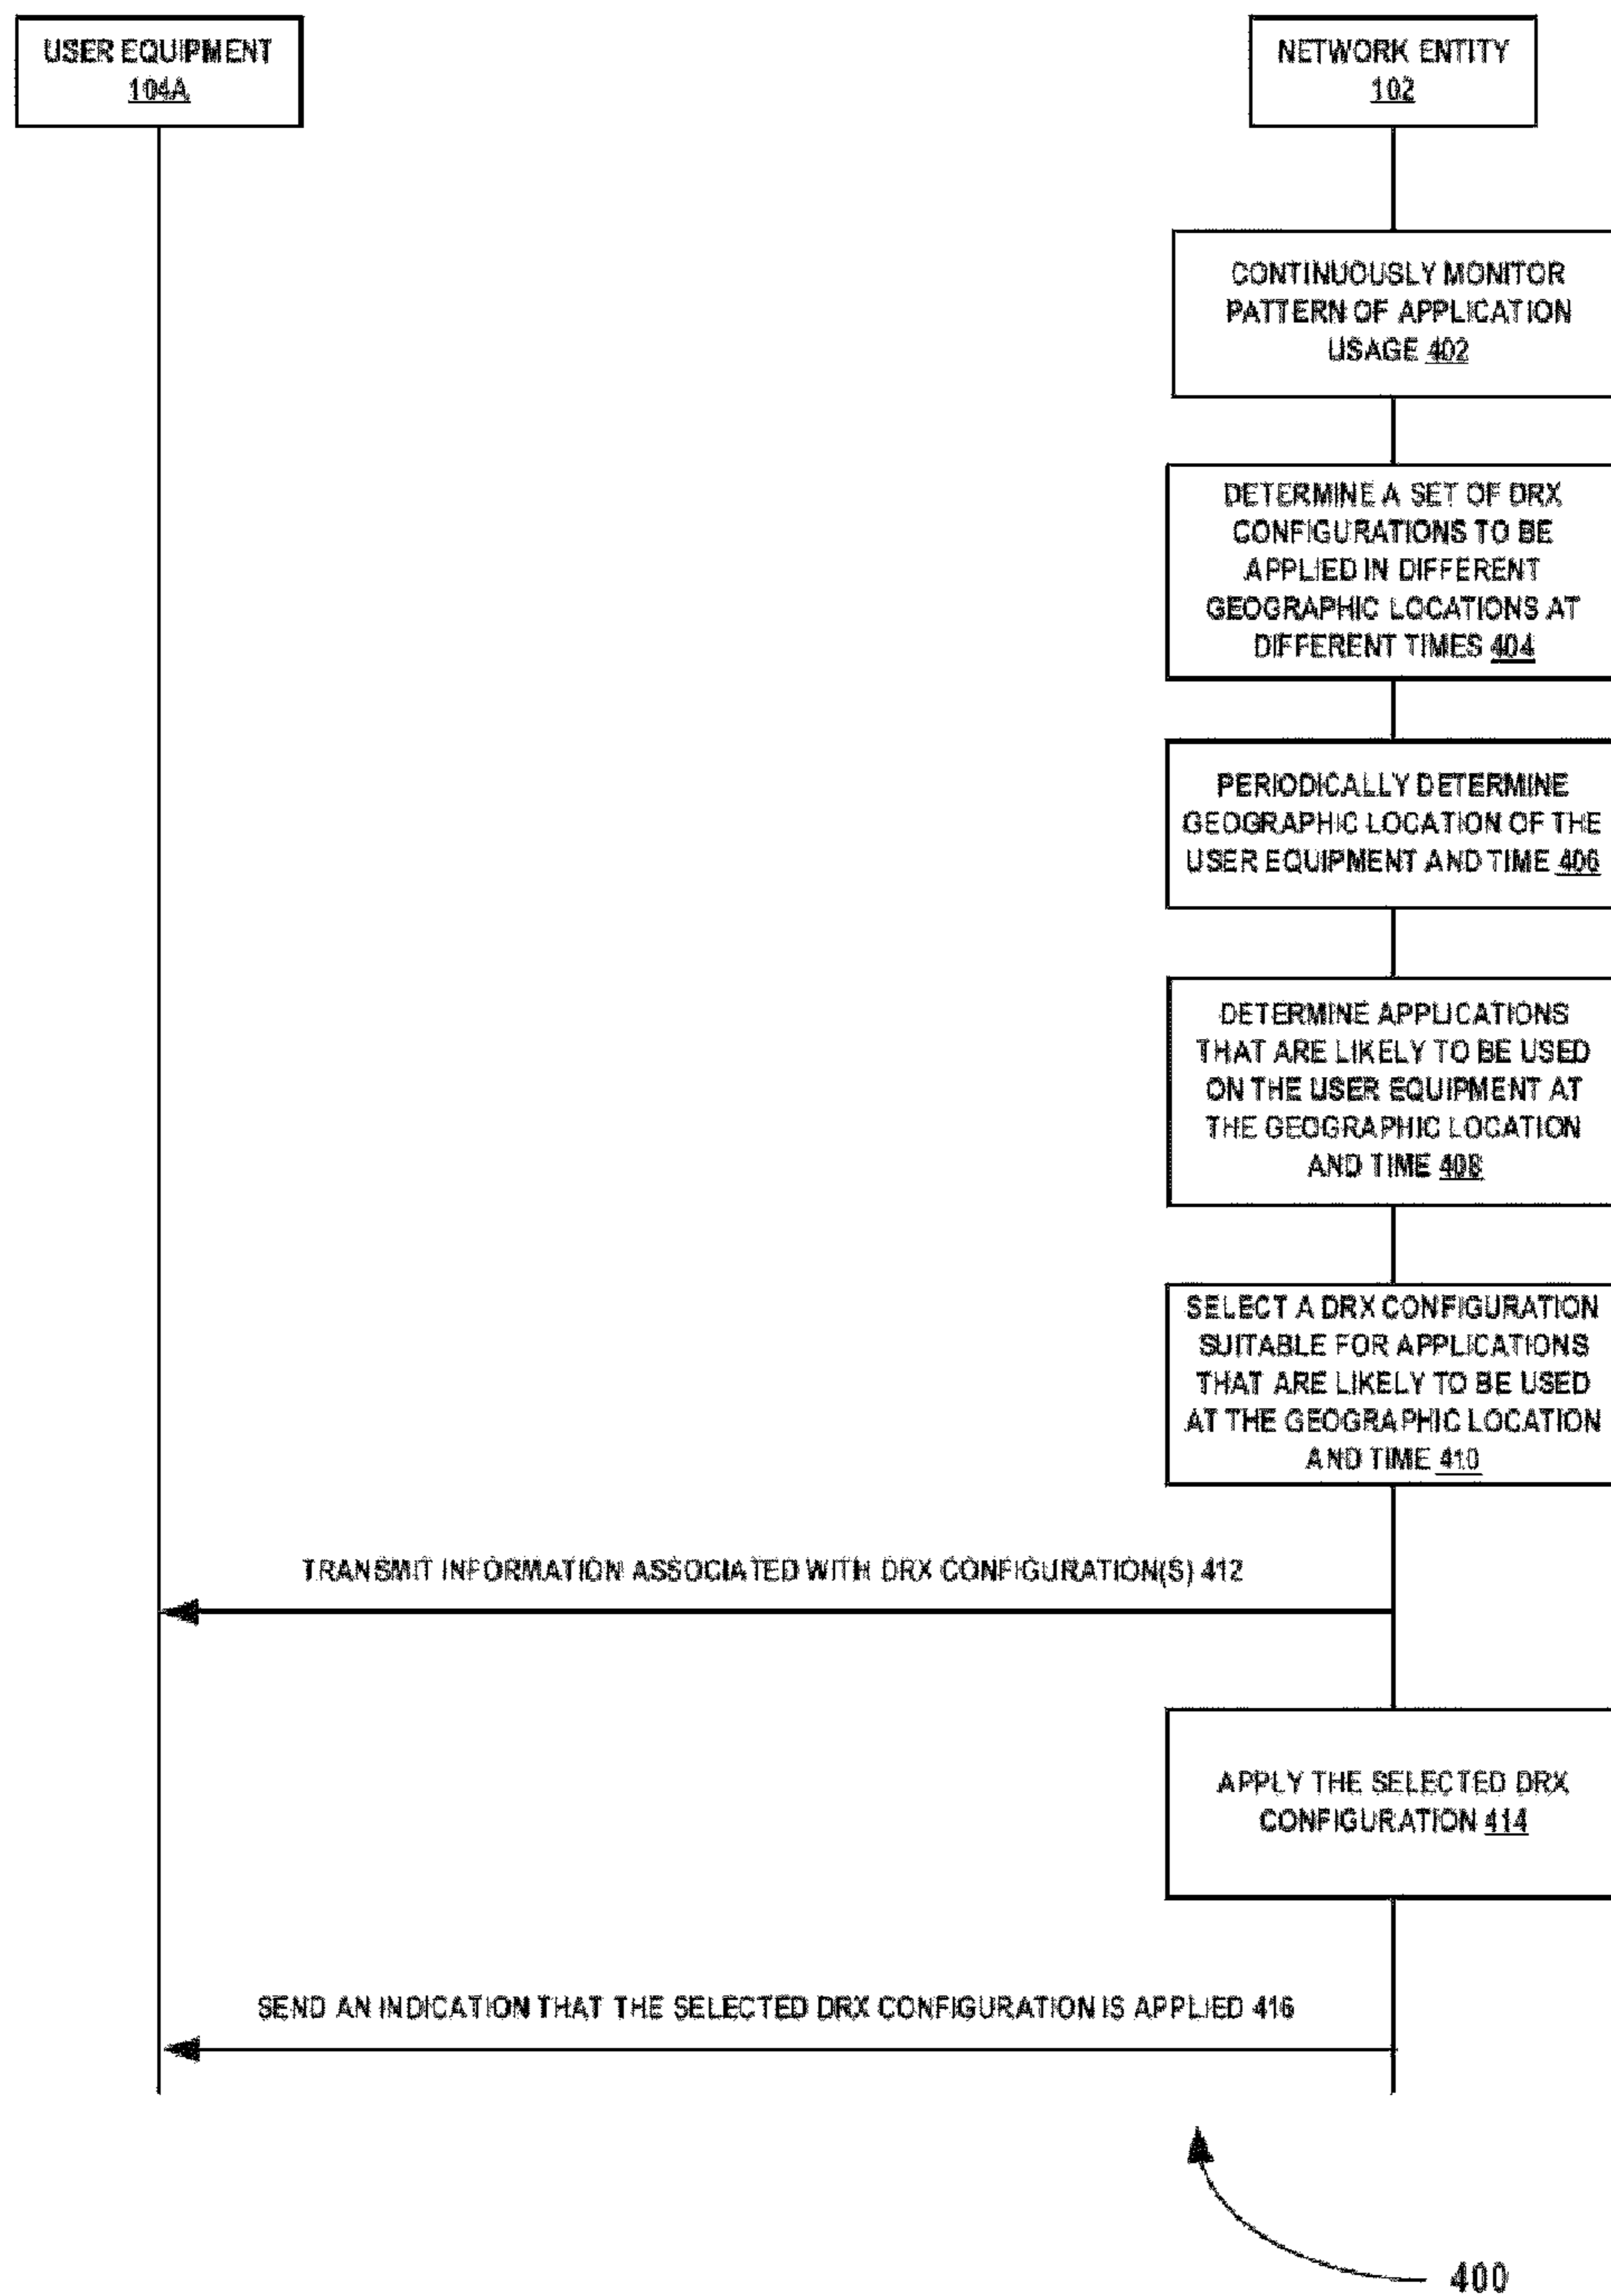 USER EQUIPMENT
104A
NETWORK ENTITY
102
CONTINUOUSLY MONITOR
PATTERN OF APPLICATION
USAGE 402
DETERMINE A SET OF DRX
CONFIGURATIONS TO BE
APPLIED IN DIFFERENT
GEOGRAPHIC LOCATIONS AT
DIFFERENT TIMES 404
PERIODICALLY DETERMINE
GEOGRAPHIC LOCATION OF THE
USER EQUIPMENT AND TIME 406
DETERMINE APPLICATIONS
THAT ARE LIKELY TO BE USED
ON THE USER EQUIPMENT AT
THE GEOGRAPHIC LOCATION
AND TIME 408
SELECT A DRX CONFIGURATION
SUITABLE FOR APPLICATIONS
THAT ARE LIKELY TO BE USED
AT THE GEOGRAPHIC LOCATION
AND TIME 410
TRANSMIT INFORMATION ASSOCIATED WITH DRX CONFIGURATION(S) 412
APPLY THE SELECTED DRX
CONFIGURATION 414
SEND AN INDICATION THAT THE SELECTED DRX CONFIGURATION IS APPLIED 416
400